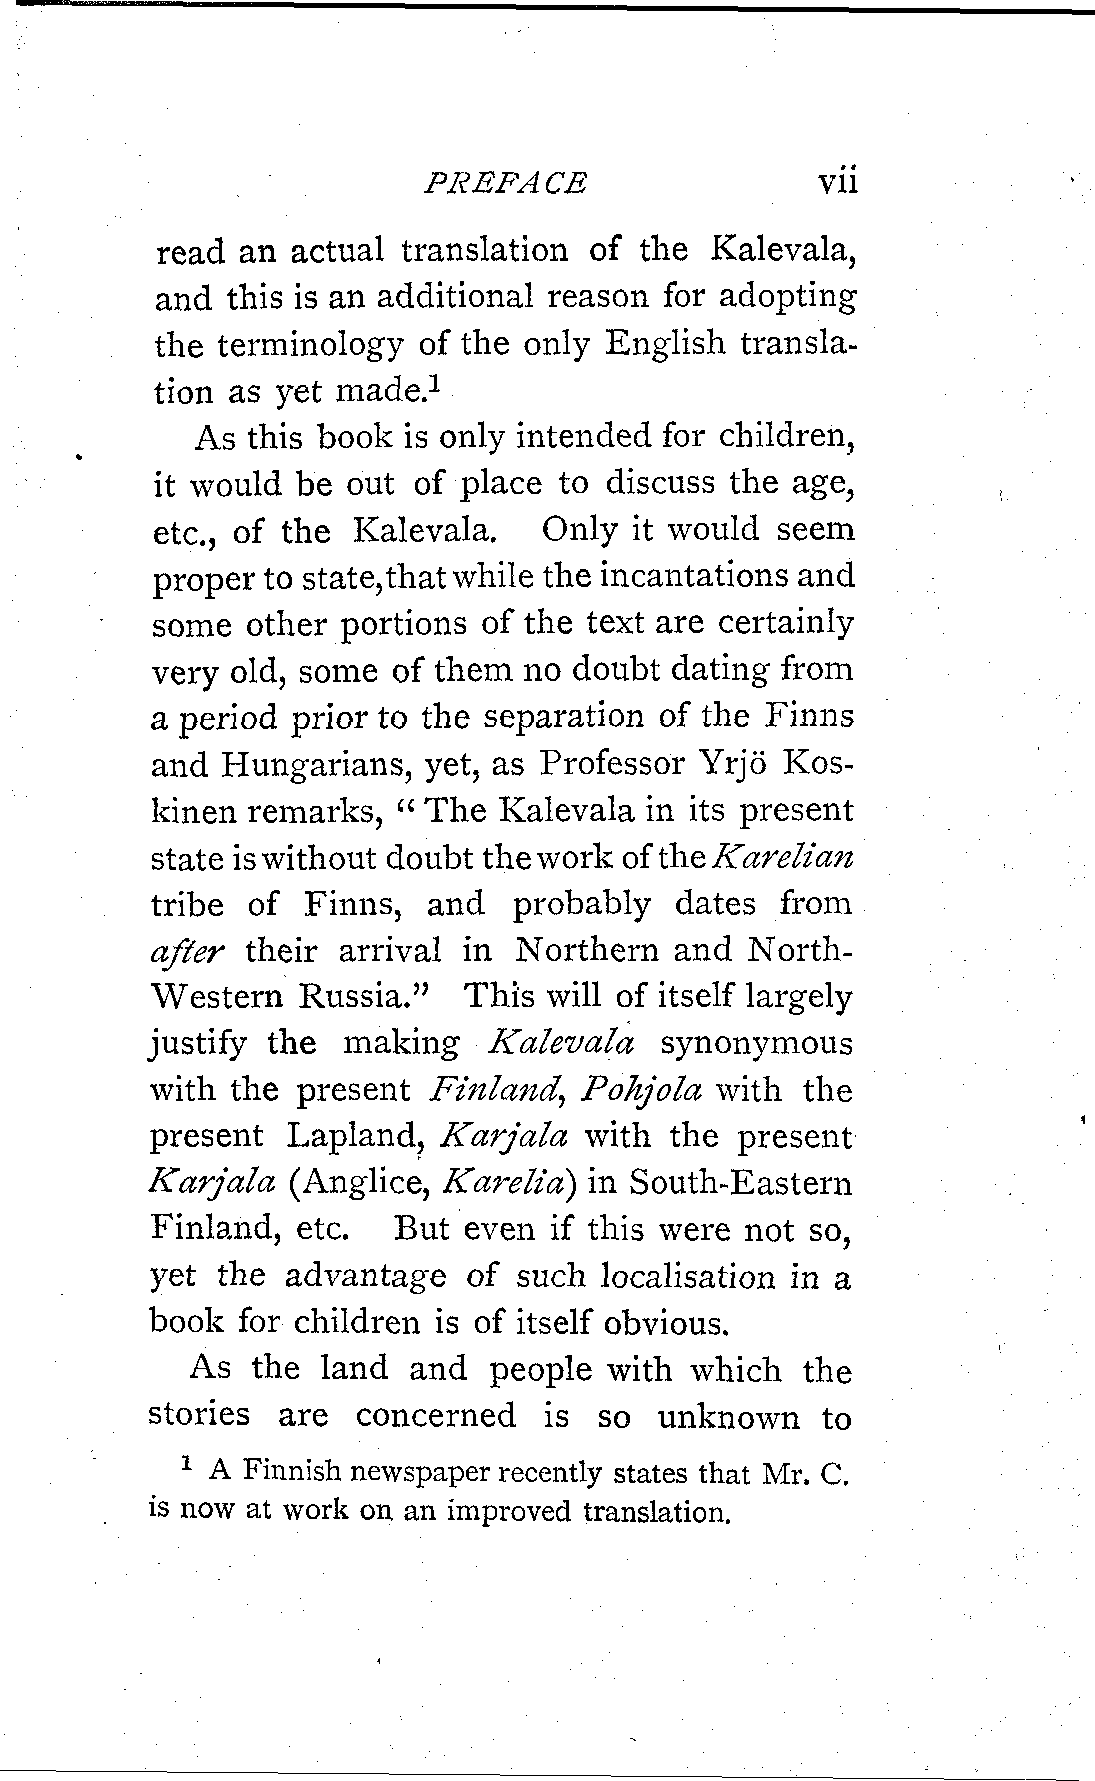 PREFACE vii
read an actual translation of the Kalevala,
and this is an additional reason for adopting
the terminology of the only English transla-
tion as yet made.¹
As this book is only intended for children,
it would be out of place to discuss the age,
etc., of the Kalevala. Only it would seem
proper to state, that while the incantations and
some other portions of the text are certainly
very old, some of them no doubt dating from
a period prior to the separation of the Finns
and Hungarians, yet, as Professor Yrjö Kos-
kinen remarks, “ The Kalevala in its present
state is without doubt the work of the Karelian
tribe of Finns, and probably dates from
after their arrival in Northern and North-
Western Russia.” This will of itself largely
justify the making Kalevala synonymous
with the present Finland, Pohjola with the
present Lapland, Karjala with the present
Karjala (Anglice, Karelia) in South-Eastern
Finland, etc. But even if this were not so,
yet the advantage of such localisation in a
book for children is of itself obvious.
As the land and people with which the
stories are concerned is so unknown to
¹ A Finnish newspaper recently states that Mr. C.
is now at work on an improved translation.